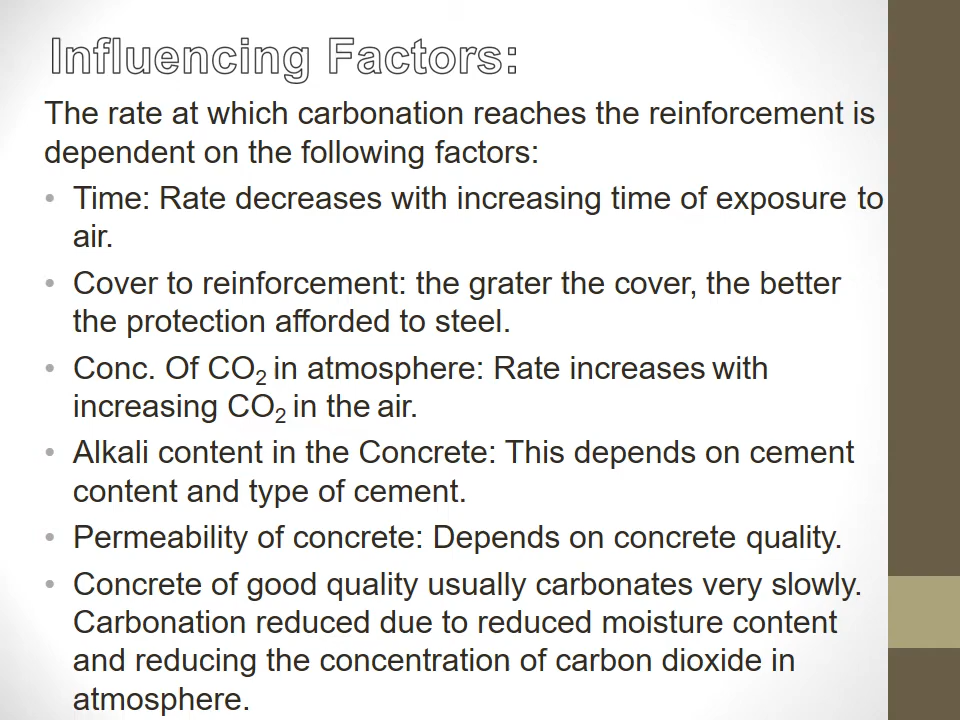 Influencing Factors:
The rate at which carbonation reaches the reinforcement is
dependent on the following factors:
• Time: Rate decreases with increasing time of exposure to
air.
• Cover to reinforcement: the grater the cover, the better
the protection afforded to steel.
• Conc. Of CO₂ in atmosphere: Rate increases with
increasing CO₂ in the air.
• Alkali content in the Concrete: This depends on cement
content and type of cement.
• Permeability of concrete: Depends on concrete quality.
• Concrete of good quality usually carbonates very slowly.
Carbonation reduced due to reduced moisture content
and reducing the concentration of carbon dioxide in
atmosphere.